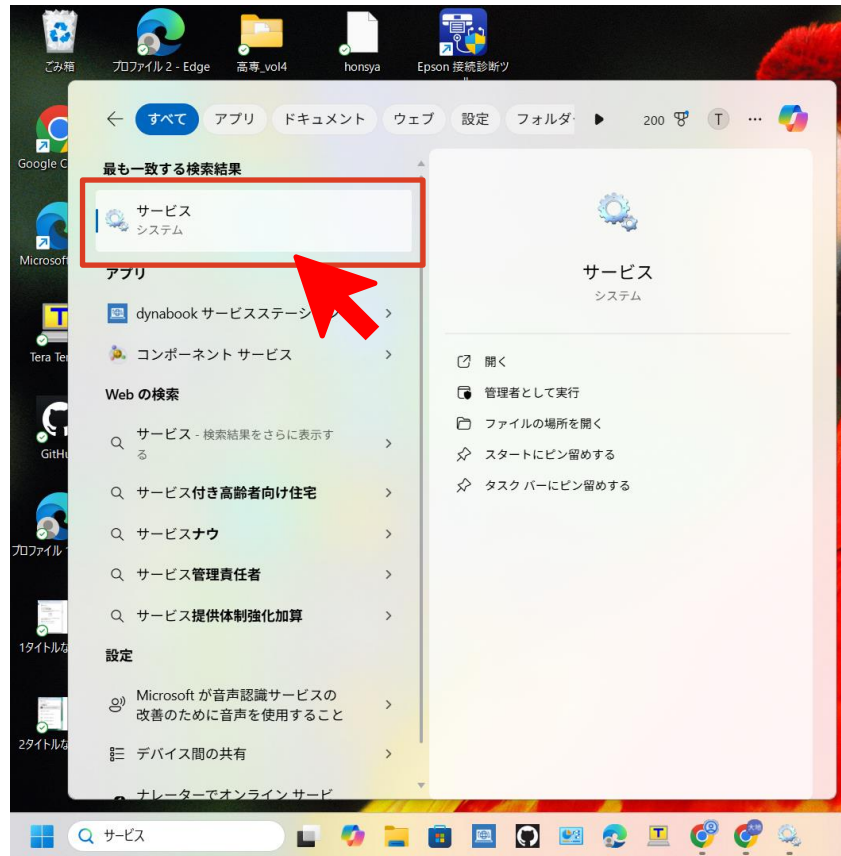 ごみ箱
プロファイル 2 - Edge
高専_vol4
honsya
Epson 接続診断ツ
すべて
アプリ
ドキュメント
ウェブ
設定
フォルダ
200
T
Google C
Microsoft
Tera Ter
GitHu
プロファイル
1タイトルな
2タイトルな
最も一致する検索結果
サービス
システム
アプリ
dynabook サービスステーション
コンポーネント サービス
Web の検索
サービス - 検索結果をさらに表示す
る
サービス付き高齢者向け住宅
サービスナウ
サービス管理責任者
サービス提供体制強化加算
設定
Microsoft が音声認識サービスの
改善のために音声を使用すること
デバイス間の共有
ナレーターでオンライン サービ
サービス
システム
開く
管理者として実行
ファイルの場所を開く
スタートにピン留めする
タスク バーにピン留めする
サービス